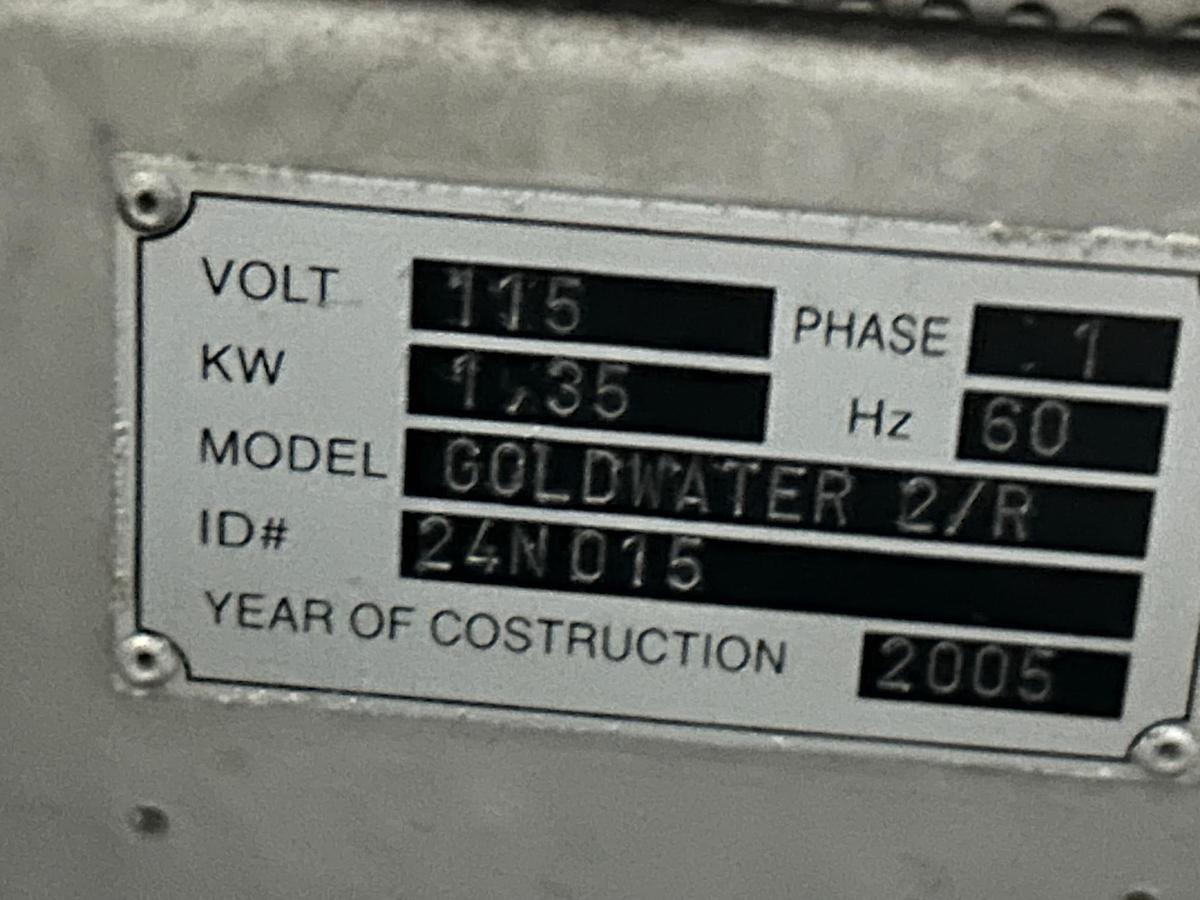 VOLT 115 PHASE 1
KW 1,35 Hz 60
MODEL GOLDWATER 2/R
ID# 24N015
YEAR OF COSTRUCTION 2005